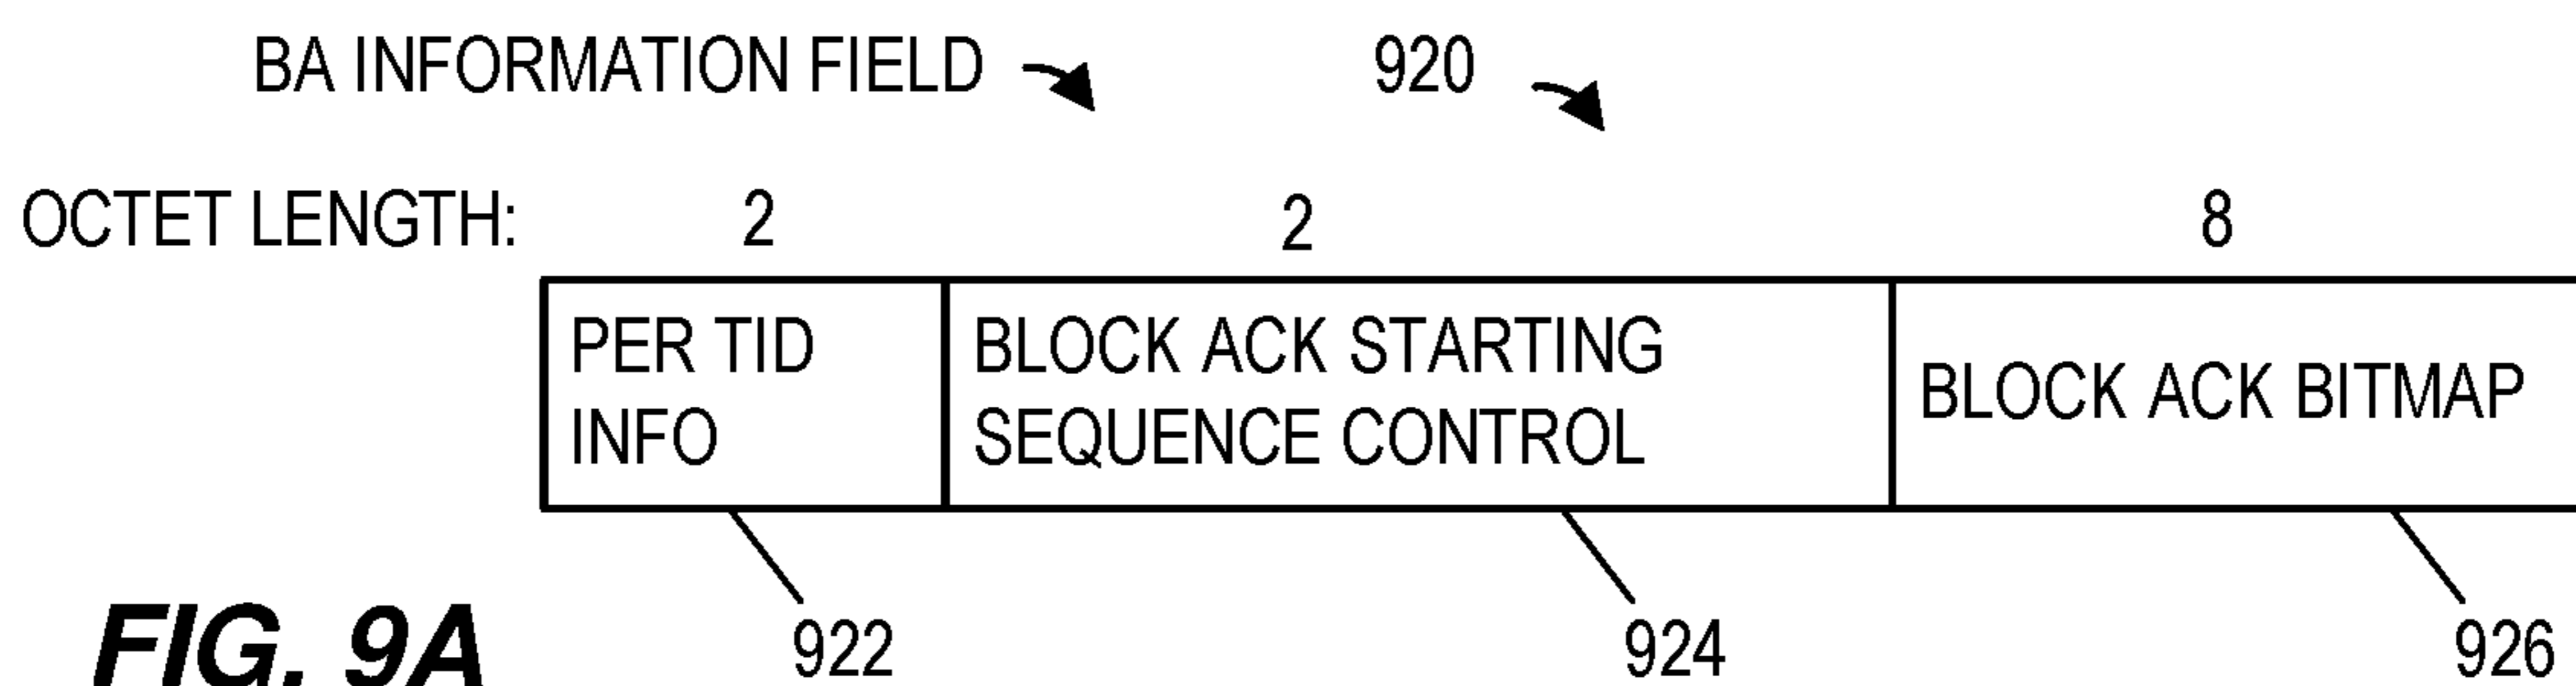 BA INFORMATION FIELD 920
OCTET LENGTH: 2 2 8
PER TID
INFO
BLOCK ACK STARTING
SEQUENCE CONTROL
BLOCK ACK BITMAP
922 924 926
FIG. 9A